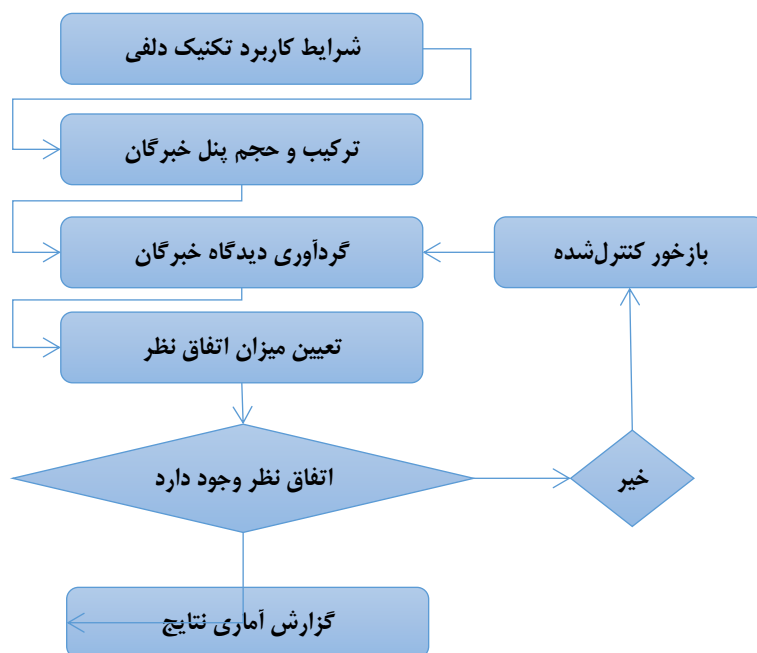 شرایط کاربرد تکنیک دلفی
ترکیب و حجم پنل خبرگان
گردآوری دیدگاه خبرگان
بازخور کنترل‌شده
تعیین میزان اتفاق نظر
اتفاق نظر وجود دارد
خیر
گزارش آماری نتایج